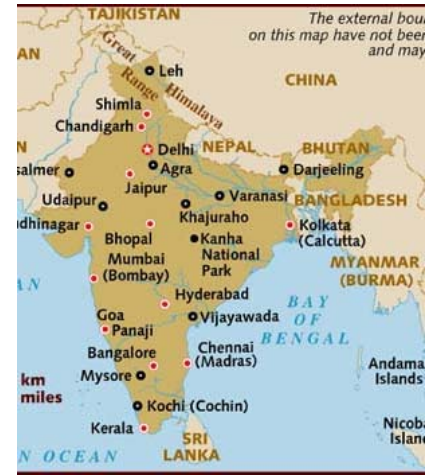 TAJIKISTAN
The external bou
on this map have not been
and may
AN
Great
Range
Himalaya
Leh
CHINA
Shimla
Chandigarh
N
Delhi
NEPAL
BHUTAN
salmer
Agra
Darjeeling
Jaipur
Varanasi
BANGLADESH
Udaipur
Khajuraho
dhinagar
Kolkata
(Calcutta)
Bhopal
Kanha
National
Park
Mumbai
(Bombay)
MYANMAR
(BURMA)
AN
Hyderabad
BAY
OF
BENGAL
Goa
Panaji
Vijayawada
Bangalore
Chennai
(Madras)
Andama
Islands
km
miles
Mysore
Kochi (Cochin)
Kerala
Nicoba
Islan
SRI
LANKA
N OCEAN